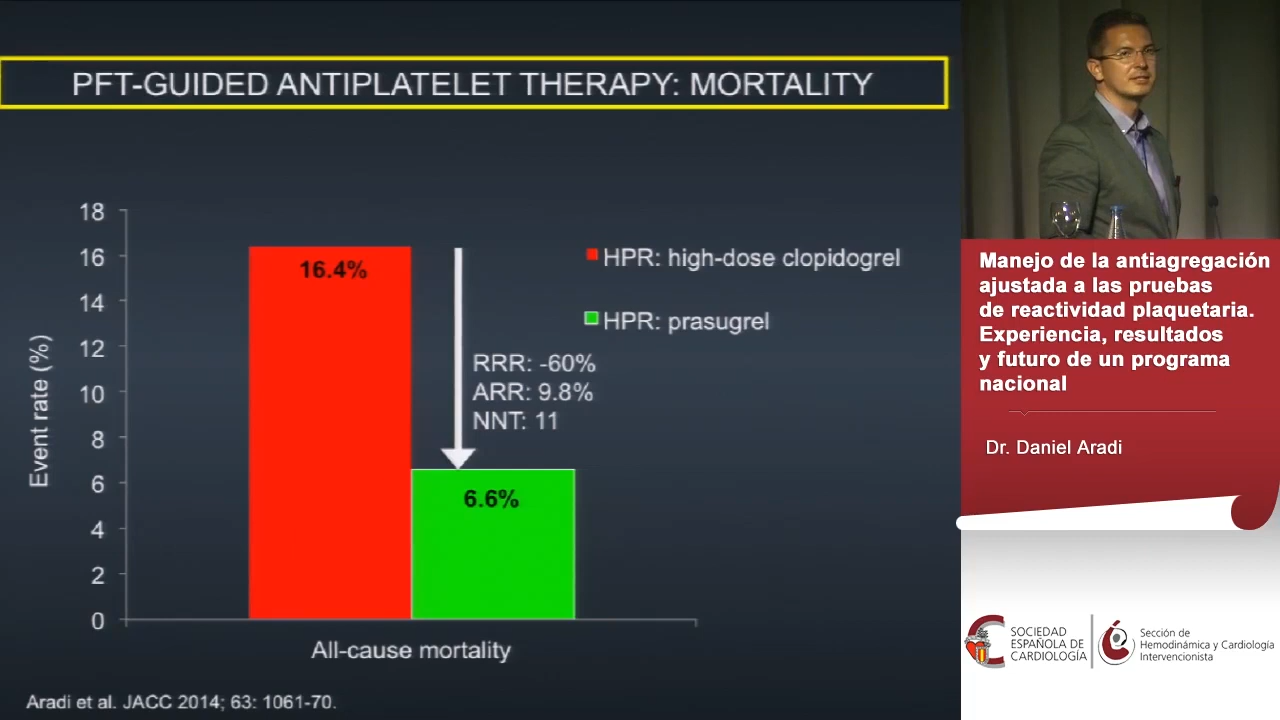 PFT-GUIDED ANTIPLATELET THERAPY: MORTALITY
18
16
14
12
10
8
6
4
2
0
Event rate (%)
16.4%
6.6%
HPR: high-dose clopidogrel
HPR: prasugrel
RRR: -60%
ARR: 9.8%
NNT: 11
All-cause mortality
Aradi et al. JACC 2014; 63: 1061-70.
Manejo de la antiagregación
ajustada a las pruebas
de reactividad plaquetaria.
Experiencia, resultados
y futuro de un programa
nacional
Dr. Daniel Aradi
SOCIEDAD
ESPAÑOLA DE
CARDIOLOGÍA
Sección de
Hemodinámica y Cardiología
Intervencionista